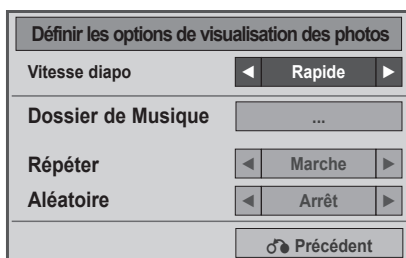 Définir les options de visualisation des photos
Vitesse diapo ◀ Rapide ▶
Dossier de Musique ...
Répéter ◀ Marche ▶
Aléatoire ◀ Arrêt ▶
Précédent